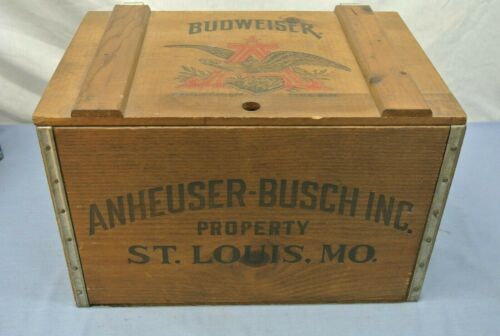 BUDWEISER.
ANHEUSER-BUSCH INC.
PROPERTY
ST. LOUIS, MO.